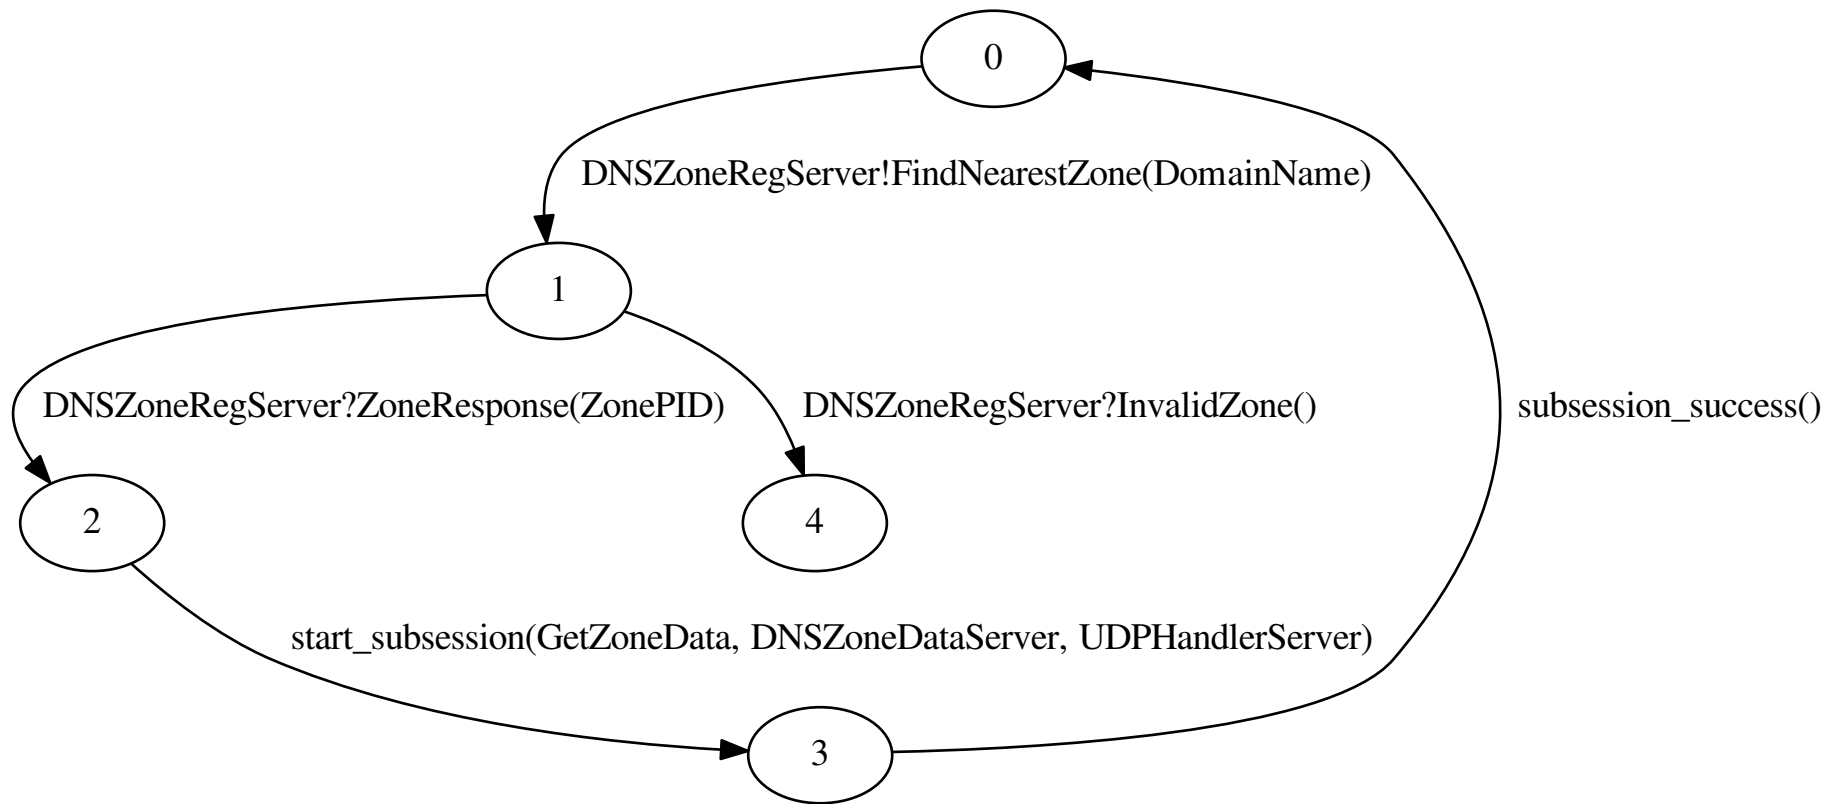 0
DNSZoneRegServer!FindNearestZone(DomainName)
1
DNSZoneRegServer?ZoneResponse(ZonePID)
DNSZoneRegServer?InvalidZone()
subsession_success()
2
4
start_subsession(GetZoneData, DNSZoneDataServer, UDPHandlerServer)
3